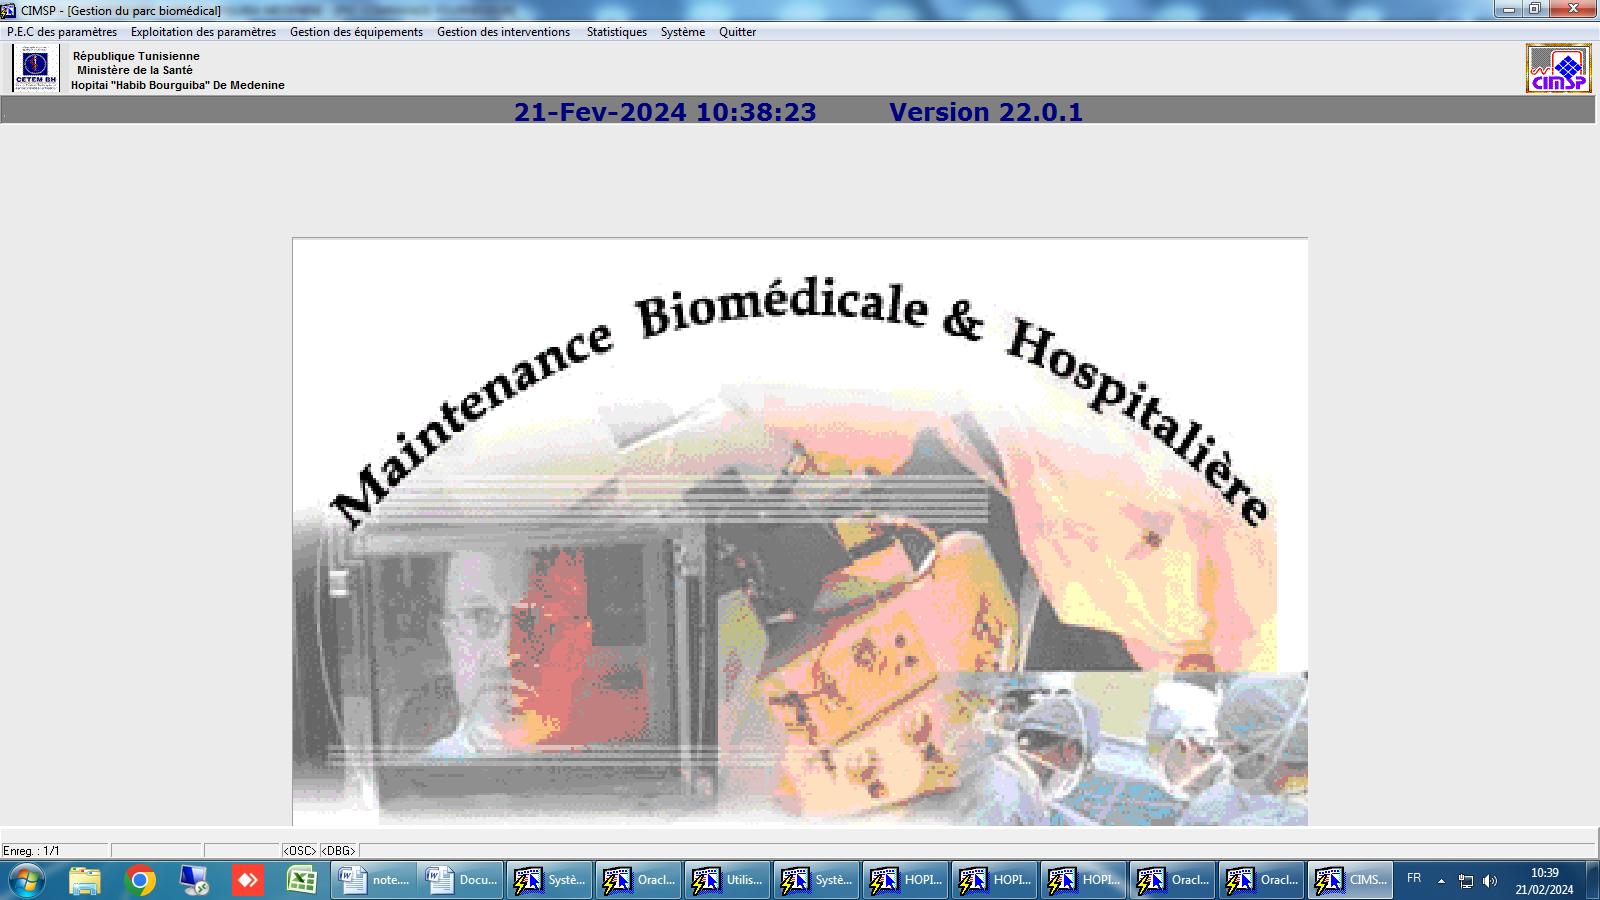 CIMSP - [Gestion du parc biomédical]
P.E.C des paramètres Exploitation des paramètres Gestion des équipements Gestion des interventions Statistiques Système Quitter
CETEM BH
République Tunisienne
Ministère de la Santé
Hopital "Habib Bourguiba" De Medenine
CIMSP
21-Fev-2024 10:38:23 Version 22.0.1
Maintenance Biomédicale & Hospitalière
Enreg. : 1/1 <OSC> <DBG>
note.... Docu... Systè... Oracl... Utilis... Systè... HOPI... HOPI... HOPI... Oracl... Oracl... CIMS... FR 10:39
21/02/2024